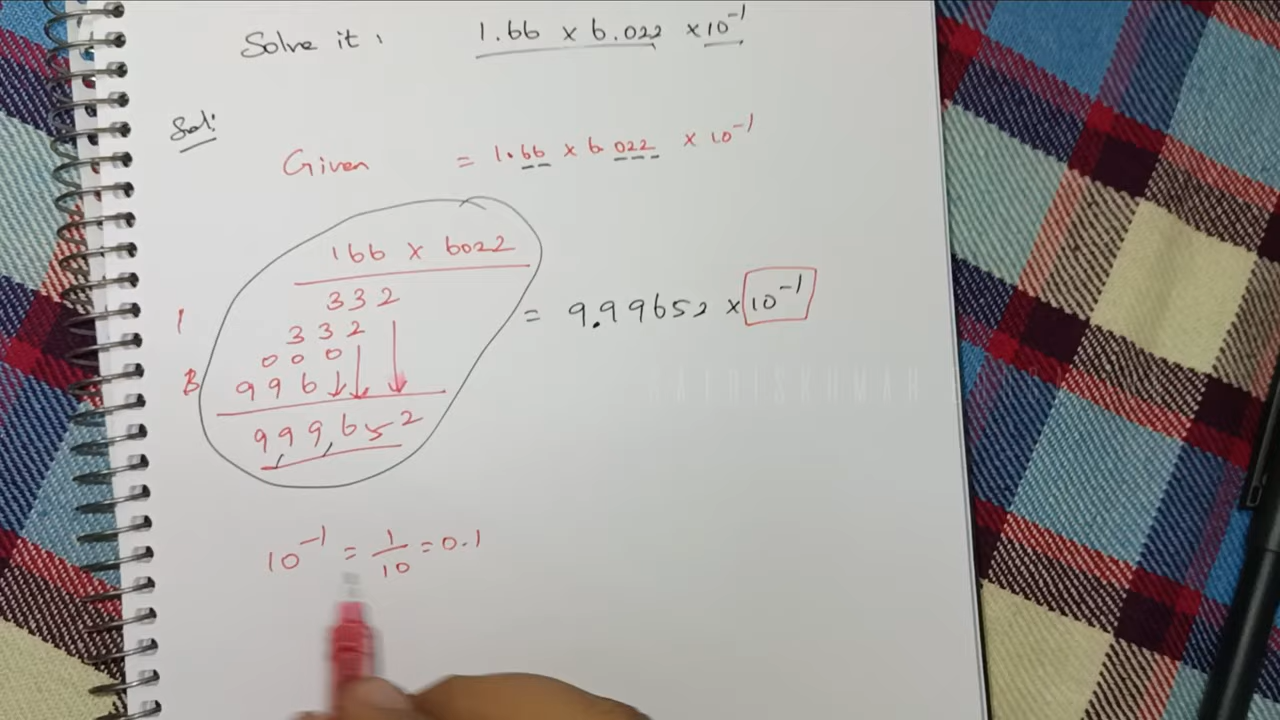 Solve it : 1.66 x 6.022 x 10⁻¹
Sol:
Given = 1.66 x 6.022 x 10⁻¹
166 x 6022
332
332
000
996
999,652
= 9.99652 x 10⁻¹
10⁻¹ = 1/10 = 0.1
SATHISHKUMAR